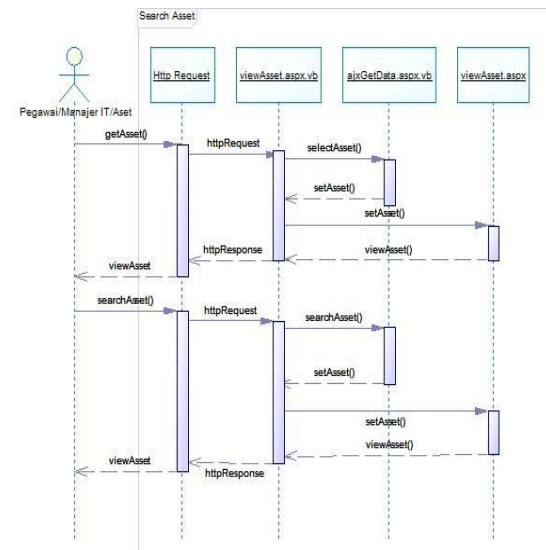 Search Asset
Http Request
viewAsset.aspx.vb
ajxGetData.aspx.vb
viewAsset.aspx
Pegawai/Manajer IT/Aset
getAsset()
httpRequest
selectAsset()
setAsset()
setAsset()
httpResponse
viewAsset()
viewAsset
searchAsset()
httpRequest
searchAsset()
setAsset()
setAsset()
viewAsset()
viewAsset
httpResponse